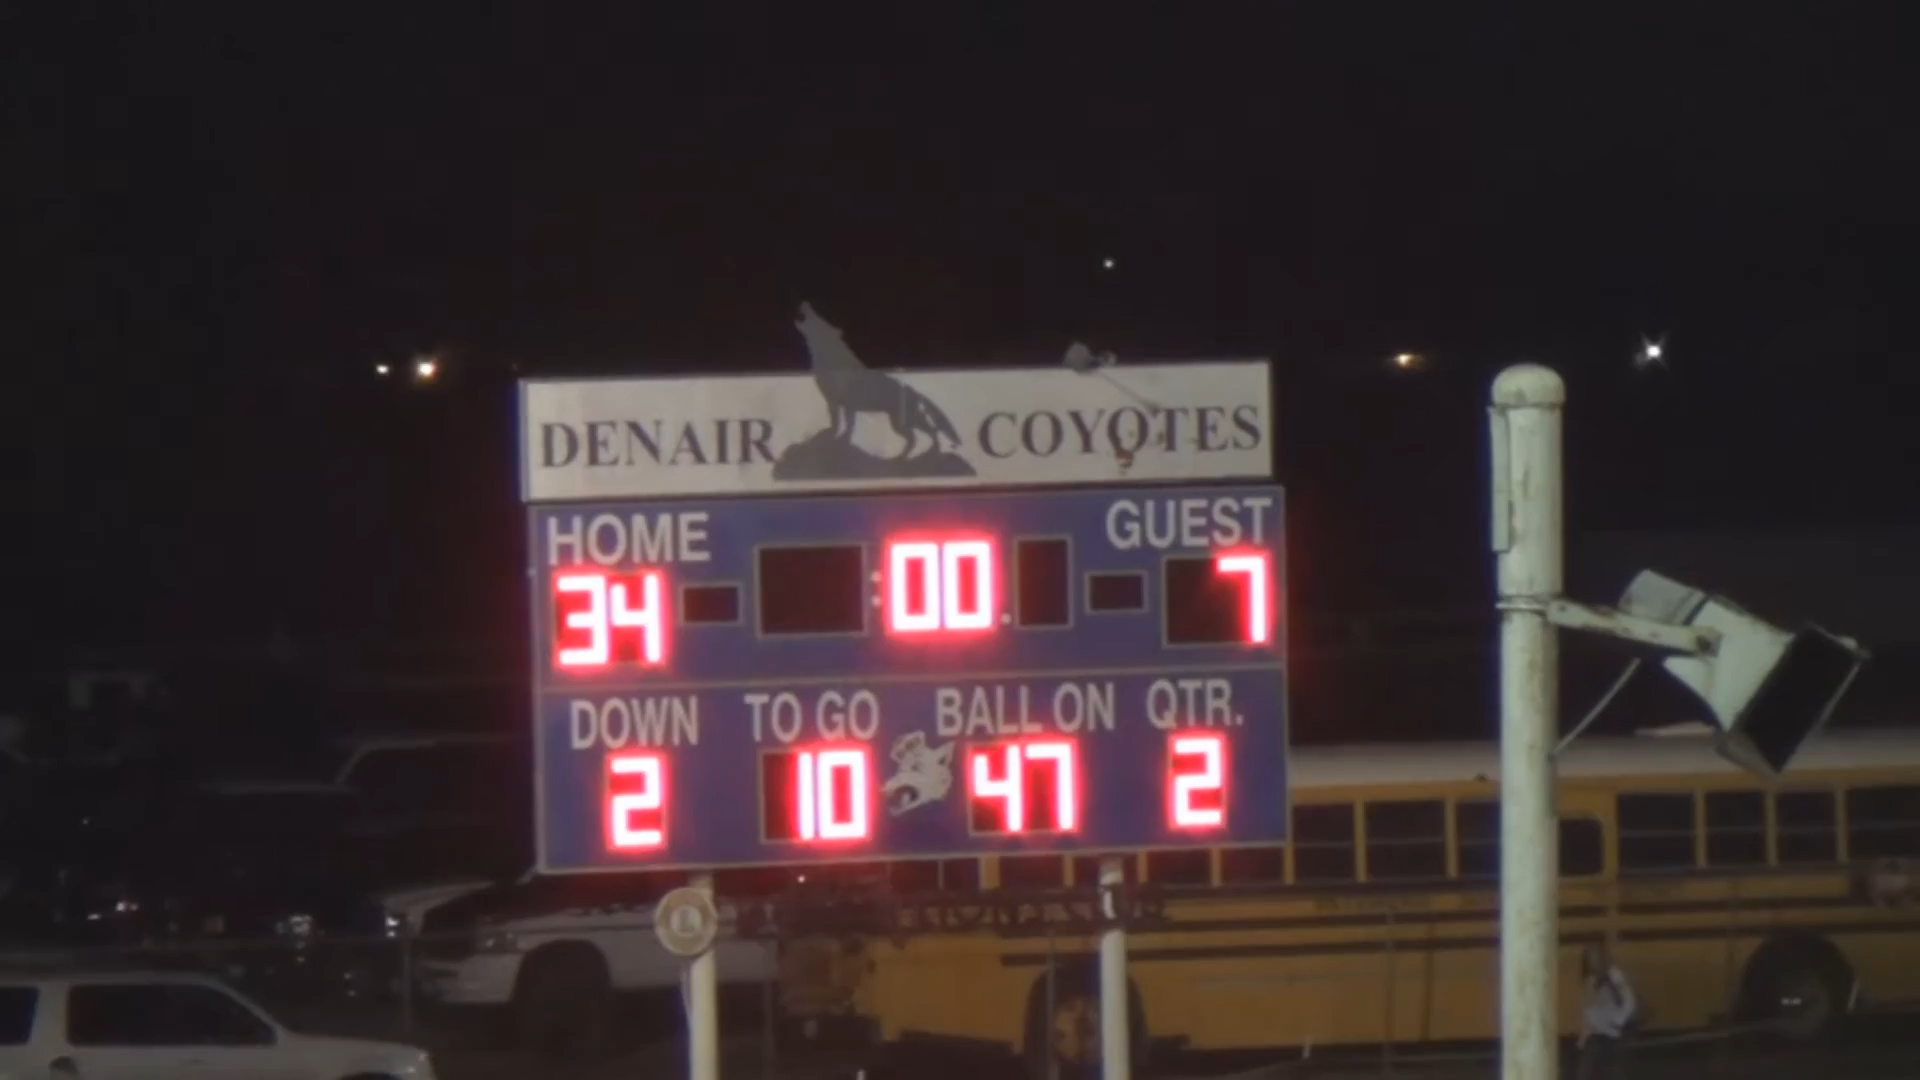 DENAIR COYOTES
HOME GUEST
34 :00. 7
DOWN TO GO BALL ON QTR.
2 10 47 2
L